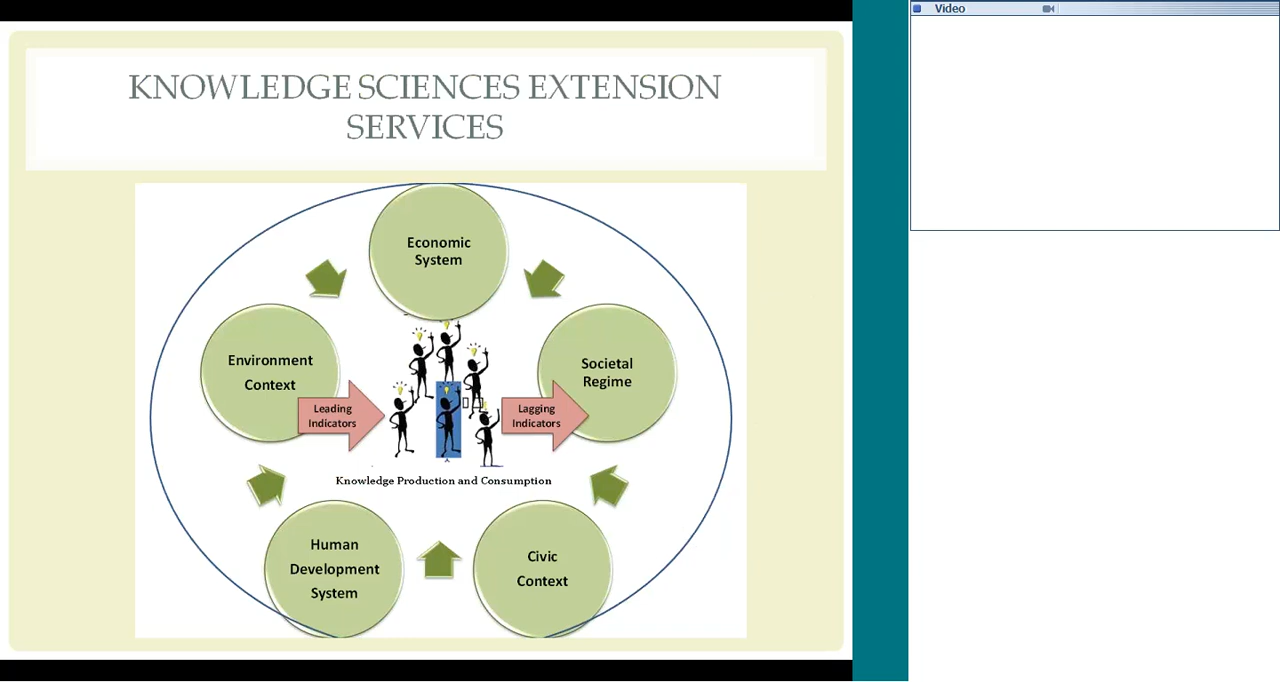 Video
KNOWLEDGE SCIENCES EXTENSION
SERVICES
Economic
System
Environment
Context
Societal
Regime
Leading
Indicators
Lagging
Indicators
Knowledge Production and Consumption
Human
Development
System
Civic
Context